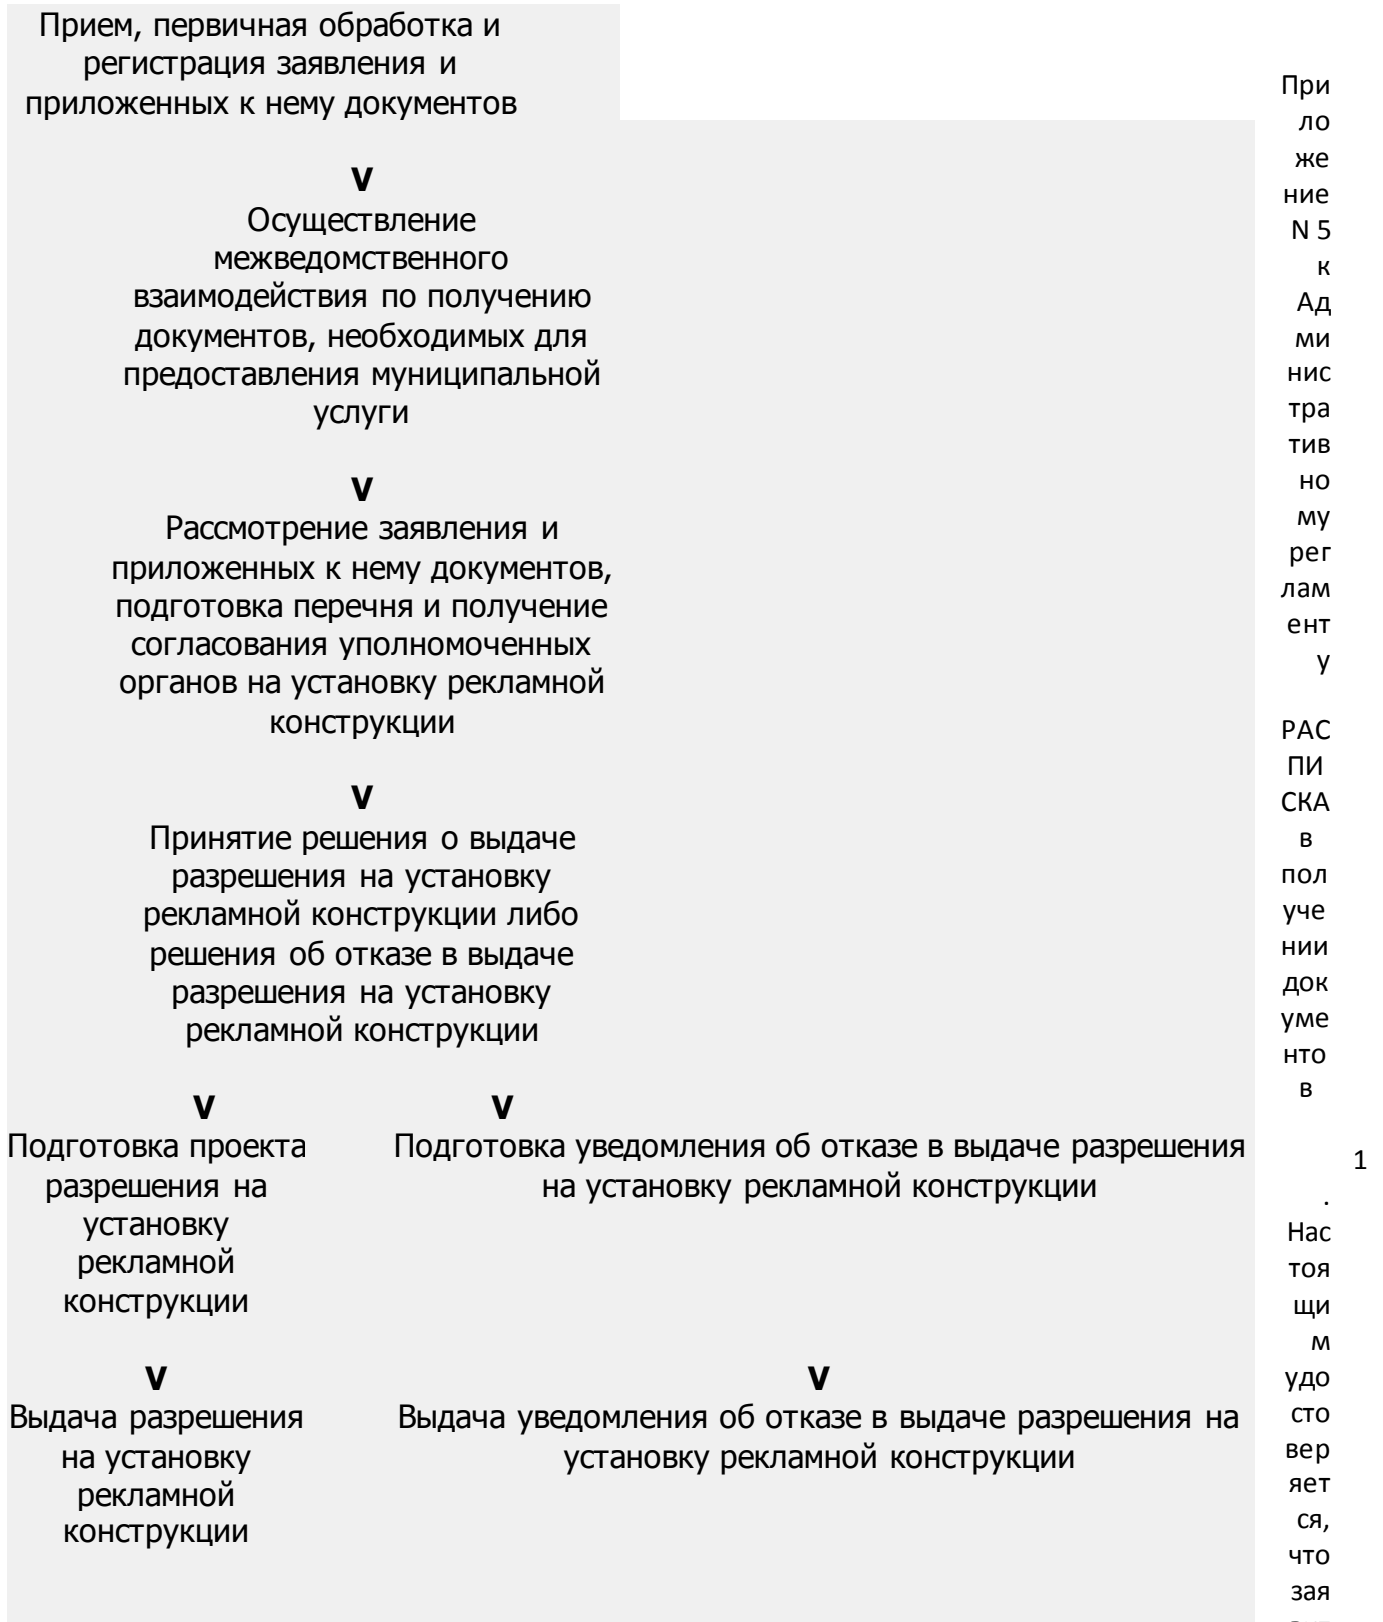 Прием, первичная обработка и
регистрация заявления и
приложенных к нему документов
V
Осуществление
межведомственного
взаимодействия по получению
документов, необходимых для
предоставления муниципальной
услуги
V
Рассмотрение заявления и
приложенных к нему документов,
подготовка перечня и получение
согласования уполномоченных
органов на установку рекламной
конструкции
V
Принятие решения о выдаче
разрешения на установку
рекламной конструкции либо
решения об отказе в выдаче
разрешения на установку
рекламной конструкции
V
Подготовка проекта
разрешения на
установку
рекламной
конструкции
V
Подготовка уведомления об отказе в выдаче разрешения
на установку рекламной конструкции
V
Выдача разрешения
на установку
рекламной
конструкции
V
Выдача уведомления об отказе в выдаче разрешения на
установку рекламной конструкции
При
ло
же
ние
N 5
к
Ад
ми
нис
тра
тив
но
му
рег
лам
ент
у
РАС
ПИ
СКА
в
пол
уче
нии
док
уме
нто
в
1
.
Нас
тоя
щи
м
удо
сто
вер
яет
ся,
что
зая